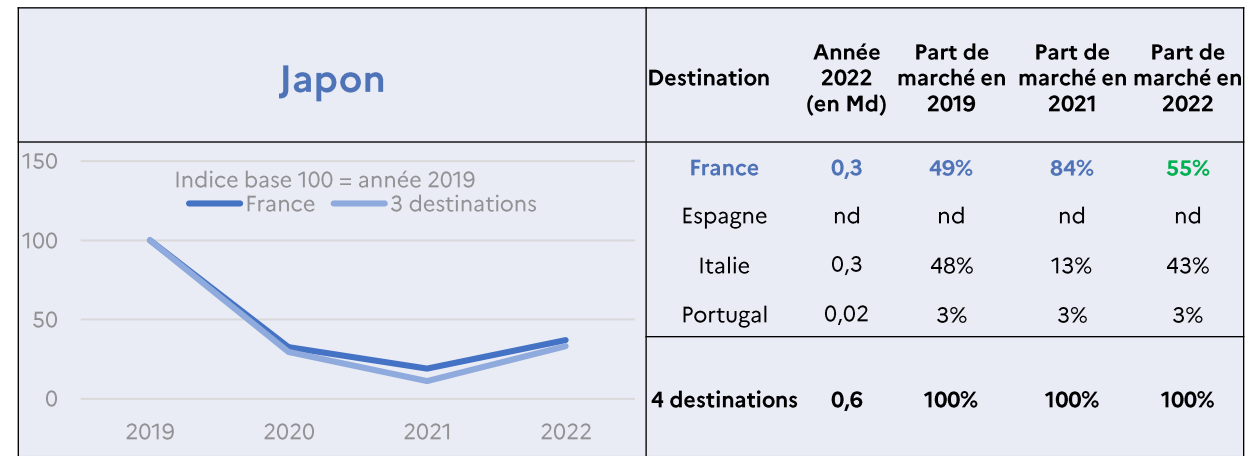 Japon
150
Indice base 100 = année 2019
France 3 destinations
100
50
0
2019 2020 2021 2022
Destination Année 2022 (en Md) Part de marché en 2019 Part de marché en 2021 Part de marché en 2022
France 0,3 49% 84% 55%
Espagne nd nd nd nd
Italie 0,3 48% 13% 43%
Portugal 0,02 3% 3% 3%
4 destinations 0,6 100% 100% 100%